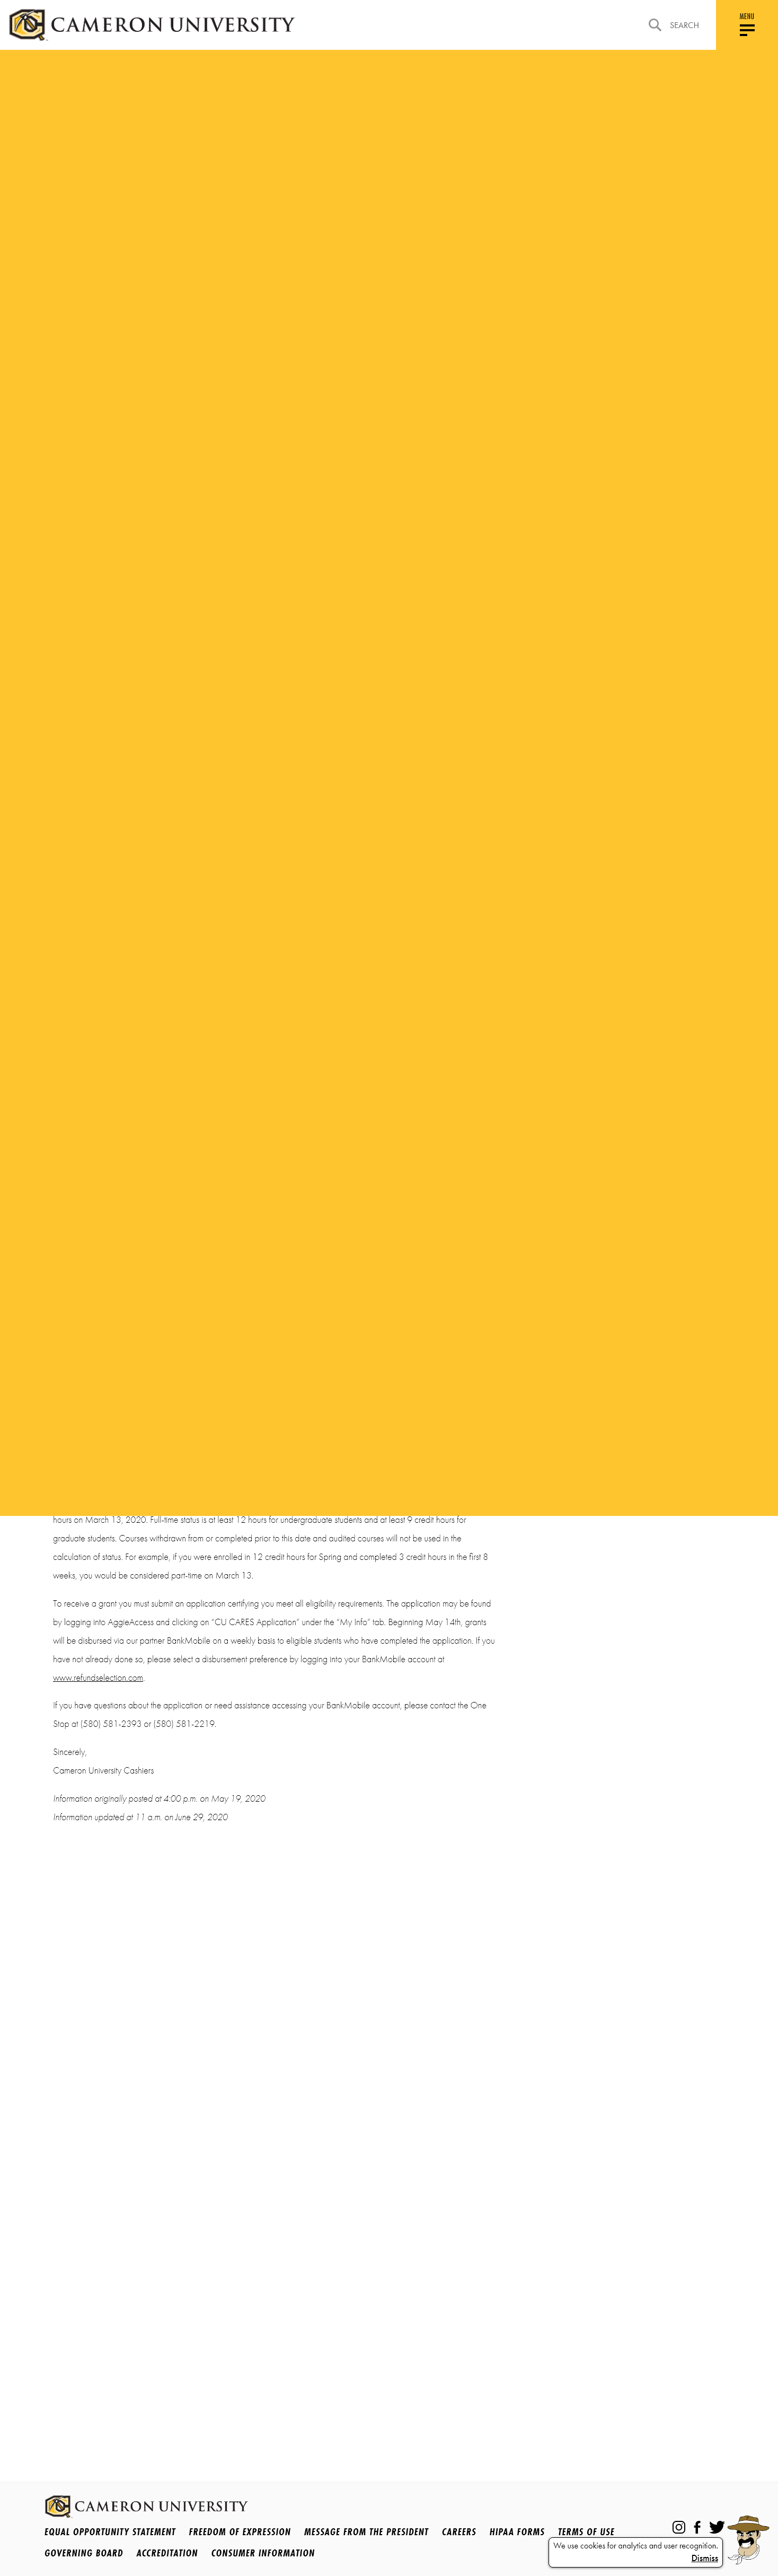 CAMERON UNIVERSITY
SEARCH
MENU
hours on March 13, 2020. Full-time status is at least 12 hours for undergraduate students and at least 9 credit hours for
graduate students. Courses withdrawn from or completed prior to this date and audited courses will not be used in the
calculation of status. For example, if you were enrolled in 12 credit hours for Spring and completed 3 credit hours in the first 8
weeks, you would be considered part-time on March 13.
To receive a grant you must submit an application certifying you meet all eligibility requirements. The application may be found
by logging into AggieAccess and clicking on “CU CARES Application” under the “My Info” tab. Beginning May 14th, grants
will be disbursed via our partner BankMobile on a weekly basis to eligible students who have completed the application. If you
have not already done so, please select a disbursement preference by logging into your BankMobile account at
www.refundselection.com.
If you have questions about the application or need assistance accessing your BankMobile account, please contact the One
Stop at (580) 581-2393 or (580) 581-2219.
Sincerely,
Cameron University Cashiers
Information originally posted at 4:00 p.m. on May 19, 2020
Information updated at 11 a.m. on June 29, 2020
CAMERON UNIVERSITY
EQUAL OPPORTUNITY STATEMENT FREEDOM OF EXPRESSION MESSAGE FROM THE PRESIDENT CAREERS HIPAA FORMS TERMS OF USE
GOVERNING BOARD ACCREDITATION CONSUMER INFORMATION
We use cookies for analytics and user recognition.
Dismiss